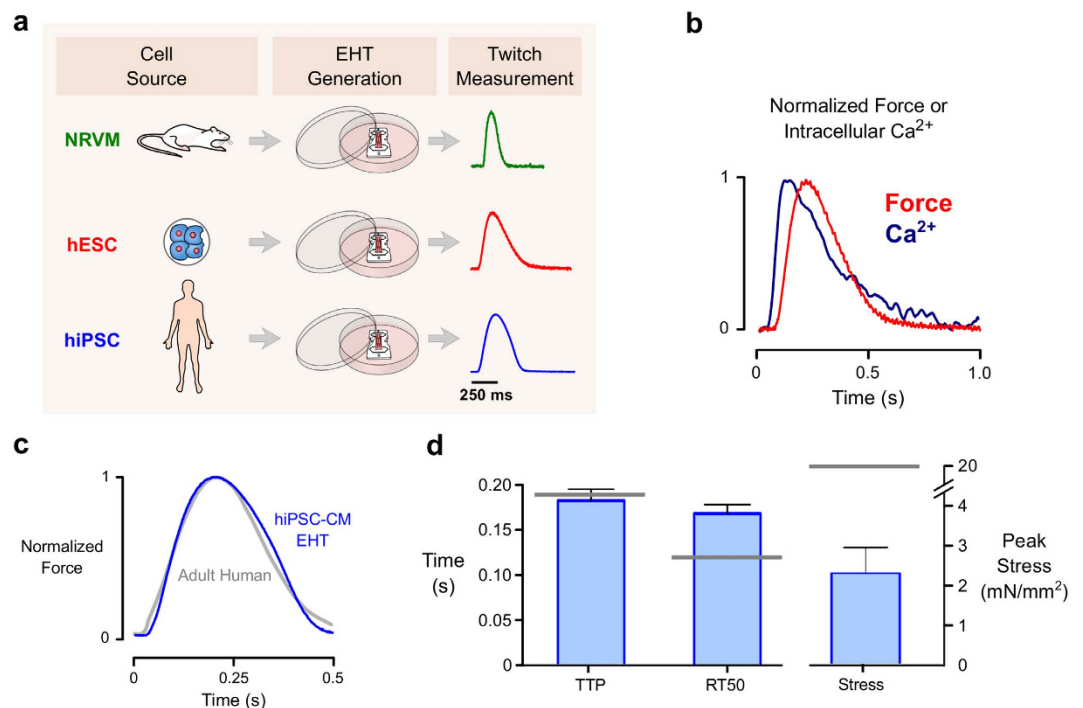 a
Cell
Source
EHT
Generation
Twitch
Measurement
NRVM
hESC
hiPSC
250 ms
b
Normalized Force or
Intracellular Ca²⁺
1
0
Force
Ca²⁺
0
0.5
1.0
Time (s)
c
1
Normalized
Force
0
hiPSC-CM
EHT
Adult Human
0
0.25
0.5
Time (s)
d
0.20
0.15
Time
(s)
0.10
0.05
0.00
TTP
RT50
Stress
20
4
3
2
1
0
Peak
Stress
(mN/mm²)